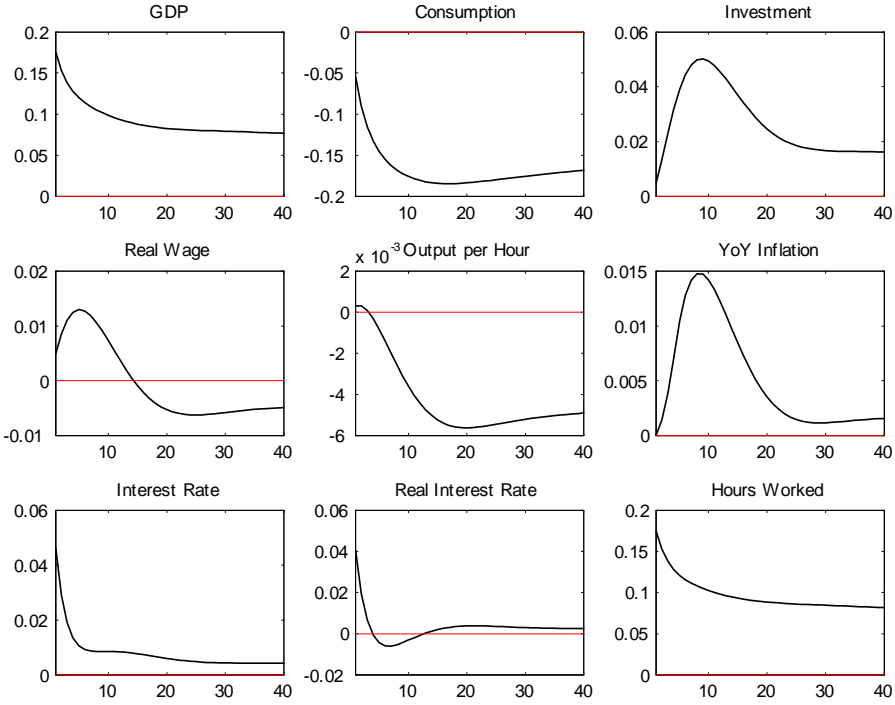 GDP
0.2
0.15
0.1
0.05
0
10 20 30 40
Consumption
0
-0.05
-0.1
-0.15
-0.2
10 20 30 40
Investment
0.06
0.04
0.02
0
10 20 30 40
Real Wage
0.02
0.01
0
-0.01
10 20 30 40
x 10-3 Output per Hour
2
0
-2
-4
-6
10 20 30 40
YoY Inflation
0.015
0.01
0.005
0
10 20 30 40
Interest Rate
0.06
0.04
0.02
0
10 20 30 40
Real Interest Rate
0.06
0.04
0.02
0
-0.02
10 20 30 40
Hours Worked
0.2
0.15
0.1
0.05
0
10 20 30 40